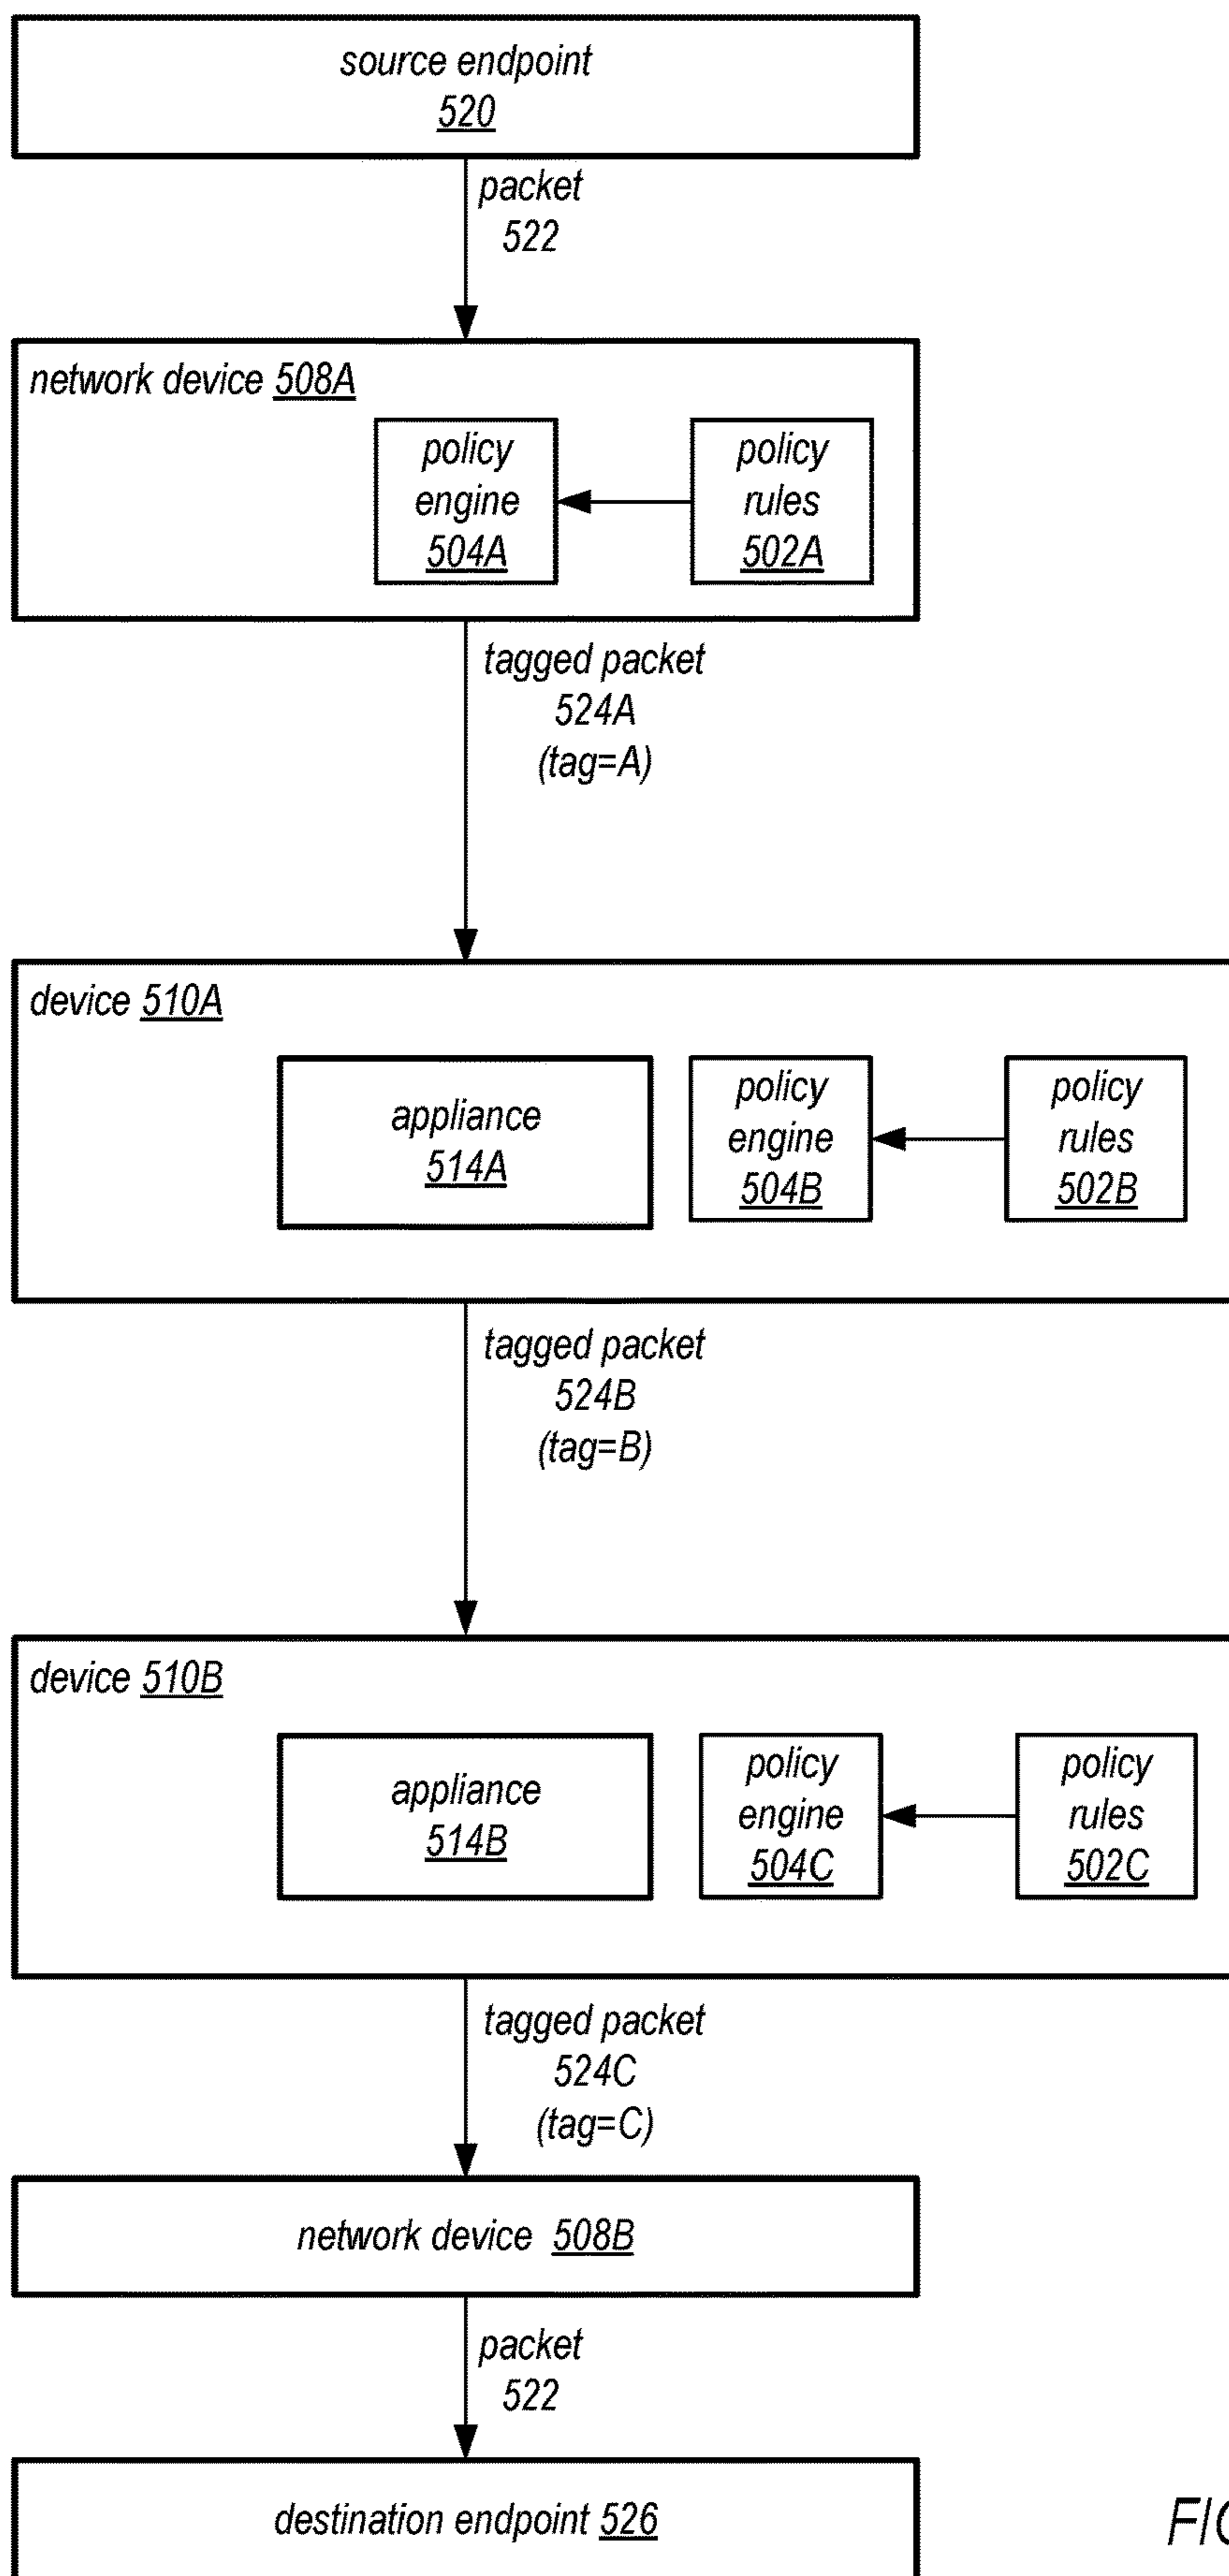 source endpoint
520
packet
522
network device 508A
policy
engine
504A
policy
rules
502A
tagged packet
524A
(tag=A)
device 510A
appliance
514A
policy
engine
504B
policy
rules
502B
tagged packet
524B
(tag=B)
device 510B
appliance
514B
policy
engine
504C
policy
rules
502C
tagged packet
524C
(tag=C)
network device 508B
packet
522
destination endpoint 526